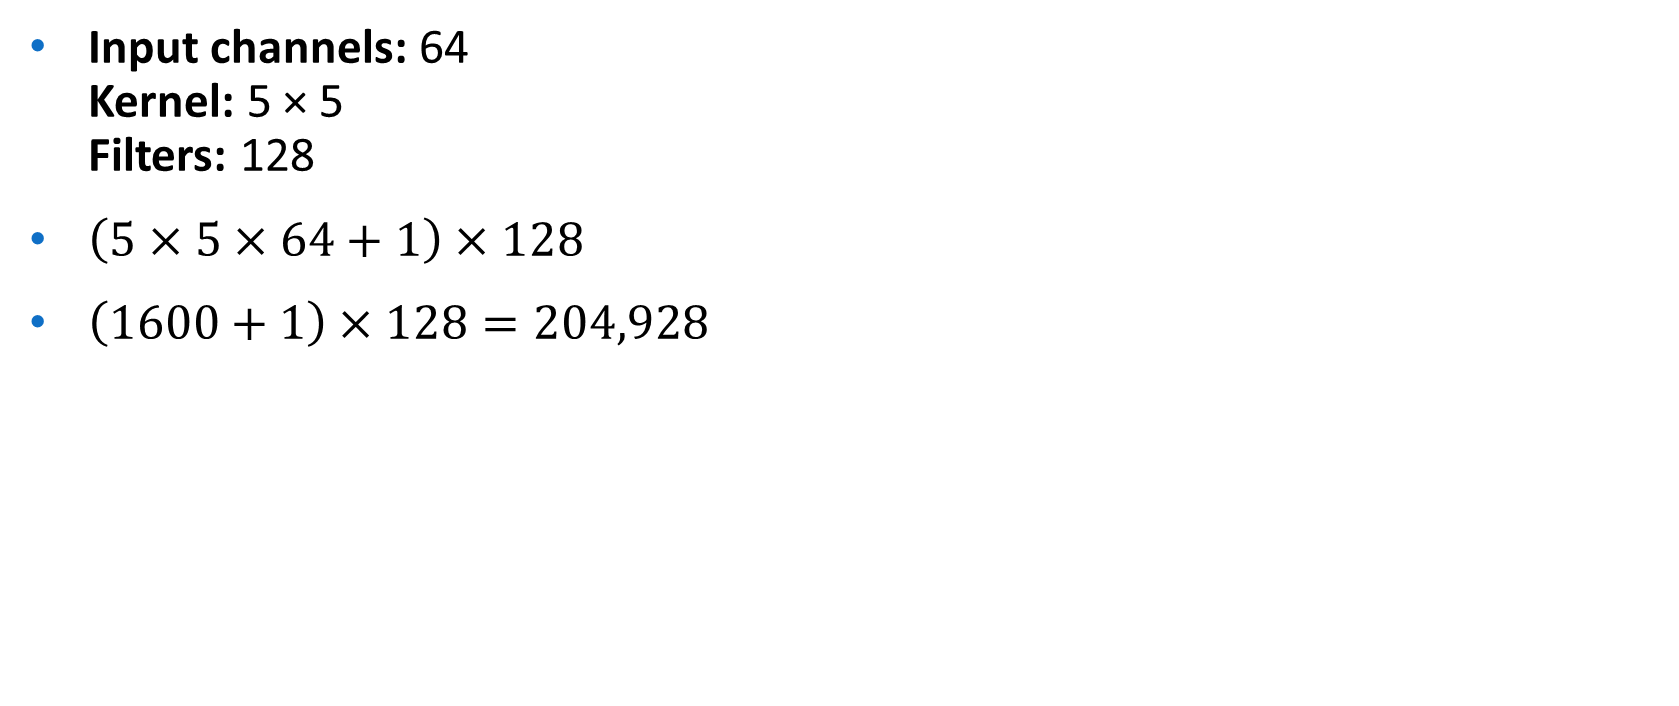 • Input channels: 64
Kernel: 5 × 5
Filters: 128
• (5 × 5 × 64 + 1) × 128
• (1600 + 1) × 128 = 204,928